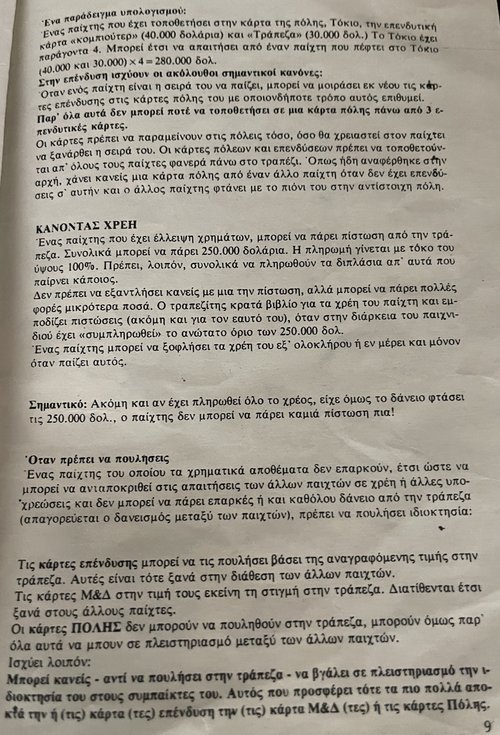 Ένα παράδειγμα υπολογισμού:
Ένας παίχτης που έχει τοποθετήσει στην κάρτα της πόλης, Τόκιο, την επενδυτική
κάρτα «κομπιούτερ» (40.000 δολάρια) και «Τράπεζα» (30.000 δολ.) Το Τόκιο έχει
παράγοντα 4. Μπορεί έτσι να απαιτήσει από έναν παίχτη που πέφτει στο Τόκιο
(40.000 και 30.000) × 4 = 280.000 δολ.
Στην επένδυση ισχύουν οι ακόλουθοι σημαντικοί κανόνες:
Όταν ένας παίχτη είναι η σειρά του να παίξει, μπορεί να μοιράσει εκ νέου τις κάρ-
τες επένδυσης στις κάρτες πόλης του με οποιονδήποτε τρόπο αυτός επιθυμεί.
Παρ' όλα αυτά δεν μπορεί ποτέ να τοποθετήσει σε μια κάρτα πόλης πάνω από 3 ε-
πενδυτικές κάρτες.
Οι κάρτες πρέπει να παραμείνουν στις πόλεις τόσο, όσο θα χρειαστεί στον παίχτη
να ξανάρθει η σειρά του. Οι κάρτες πόλεων και επενδύσεων πρέπει να τοποθετούν-
ται απ' όλους τους παίχτες φανερά πάνω στο τραπέζι. Όπως ήδη αναφέρθηκε στην
αρχή, χάνει κανείς μια κάρτα πόλης από έναν άλλο παίχτη όταν δεν έχει επενδύ-
σεις σ' αυτήν και ο άλλος παίχτης φτάνει με το πιόνι του στην αντίστοιχη πόλη.
ΚΑΝΟΝΤΑΣ ΧΡΕΗ
Ένας παίχτης που έχει έλλειψη χρημάτων, μπορεί να πάρει πίστωση από την τρά-
πεζα. Συνολικά μπορεί να πάρει 250.000 δολάρια. Η πληρωμή γίνεται με τόκο του
ύψους 100%. Πρέπει, λοιπόν, συνολικά να πληρωθούν τα διπλάσια απ' αυτά που
παίρνει κάποιος.
Δεν πρέπει να εξαντλήσει κανείς με μια την πίστωση, αλλά μπορεί να πάρει πολλές
φορές μικρότερα ποσά. Ο τραπεζίτης κρατά βιβλίο για τα χρέη του παίχτη και εμ-
ποδίζει πιστώσεις (ακόμη και για τον εαυτό του), όταν στην διάρκεια του παιχνι-
διού έχει «συμπληρωθεί» το ανώτατο όριο των 250.000 δολ.
Ένας παίχτης μπορεί να ξοφλήσει τα χρέη του εξ' ολοκλήρου ή εν μέρει και μόνον
όταν παίζει αυτός.
Σημαντικό: Ακόμη και αν έχει πληρωθεί όλο το χρέος, είχε όμως το δάνειο φτάσει
τις 250.000 δολ., ο παίχτης δεν μπορεί να πάρει καμιά πίστωση πια!
Όταν πρέπει να πουλήσεις
Ένας παίχτης του οποίου τα χρηματικά αποθέματα δεν επαρκούν, έτσι ώστε να
μπορεί να ανταποκριθεί στις απαιτήσεις των άλλων παιχτών σε χρέη ή άλλες υπο-
χρεώσεις και δεν μπορεί να πάρει επαρκές ή και καθόλου δάνειο από την τράπεζα
(απαγορεύεται ο δανεισμός μεταξύ των παιχτών), πρέπει να πουλήσει ιδιοκτησία:
Τις κάρτες επένδυσης μπορεί να τις πουλήσει βάσει της αναγραφόμενης τιμής στην
τράπεζα. Αυτές είναι τότε ξανά στην διάθεση των άλλων παιχτών.
Τις κάρτες Μ&Δ στην τιμή τους εκείνη τη στιγμή στην τράπεζα. Διατίθενται έτσι
ξανά στους άλλους παίχτες.
Οι κάρτες ΠΟΛΗΣ δεν μπορούν να πουληθούν στην τράπεζα, μπορούν όμως παρ'
όλα αυτά να μπουν σε πλειστηριασμό μεταξύ των άλλων παιχτών.
Ισχύει λοιπόν:
Μπορεί κανείς - αντί να πουλήσει στην τράπεζα - να βγάλει σε πλειστηριασμό την ι-
διοκτησία του στους συμπαίκτες του. Αυτός που προσφέρει τότε τα πιο πολλά απο-
κτά την ή (τις) κάρτα (τες) επένδυση την (τις) κάρτα Μ&Δ (τες) ή τις κάρτες Πόλης.
9